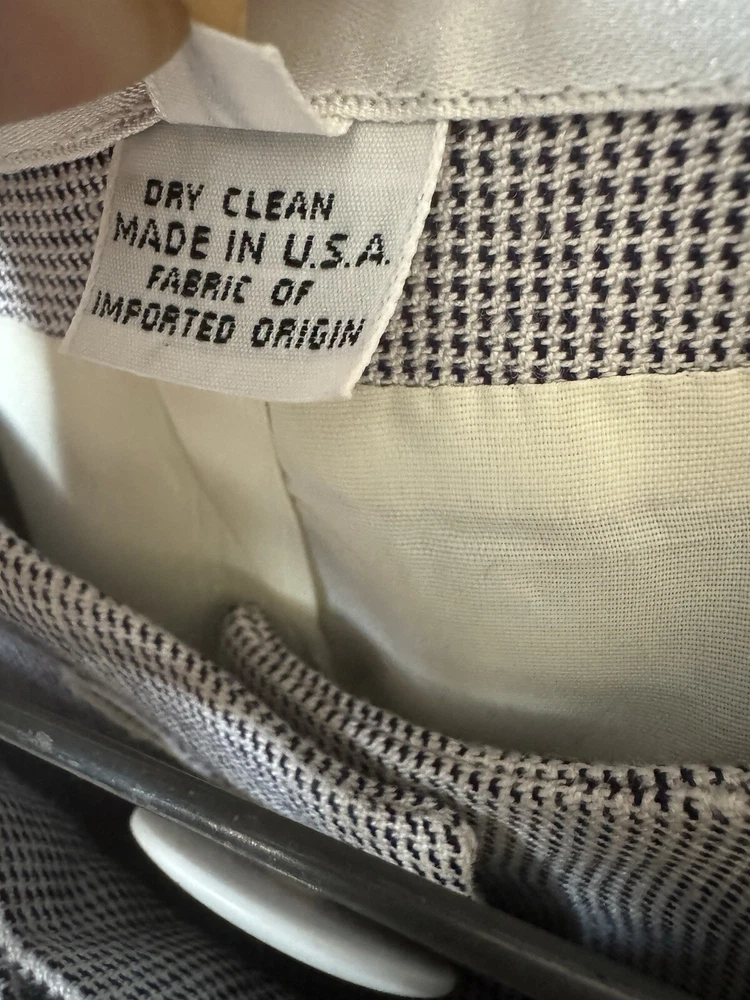 DRY CLEAN
MADE IN U.S.A.
FABRIC OF
IMPORTED ORIGIN